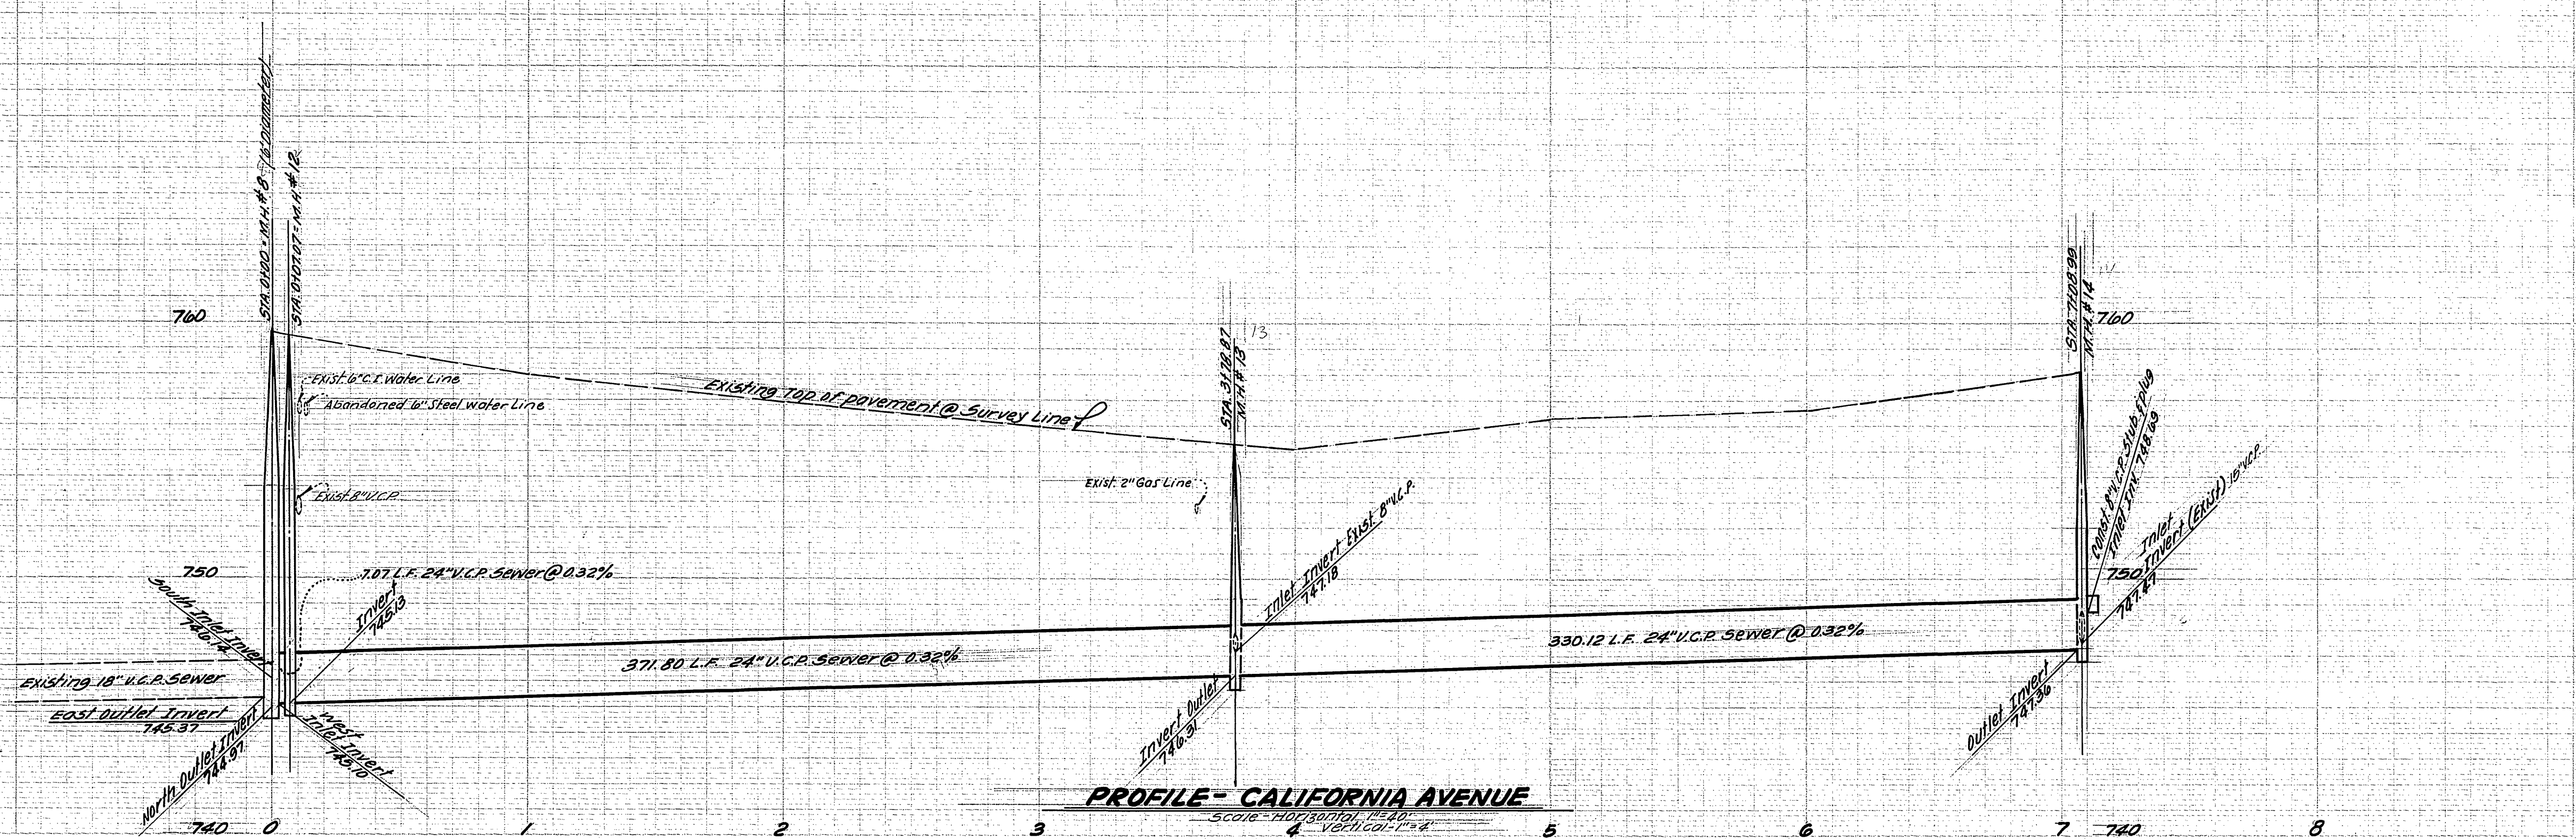 STA. 0+00 = M.H. #8 (6' Diameter)
STA. 0+07.07 = M.H. #12
760
Exist. 6" C.I. Water Line
Abandoned 6" Steel Water Line
Existing Top of pavement @ Survey Line
STA. 3+78.87
M.H. #13
13
STA. 7+08.99
M.H. #14
760
Exist. 8" V.C.P.
Exist. 2" Gas Line
Inlet Invert Exist. 8" V.C.P.
747.18
Const. 8" V.C.P. Stub & plug
Inlet Inv. 748.69
Inlet
Invert (Exist) 15" V.C.P.
747.47
750
750
7.07 L.F. 24" V.C.P. Sewer @ 0.32%
South Inlet Invert
746.14
Invert
745.13
371.80 L.F. 24" V.C.P. Sewer @ 0.32%
330.12 L.F. 24" V.C.P. Sewer @ 0.32%
Existing 18" V.C.P. Sewer
East Outlet Invert
745.37
North Outlet Invert
744.97
West
Inlet Invert
745.10
Invert Outlet
746.31
Outlet Invert
747.36
PROFILE - CALIFORNIA AVENUE
Scale - Horizontal 1"=40'
Vertical - 1"=4'
740 0 1 2 3 4 5 6 7 740 8